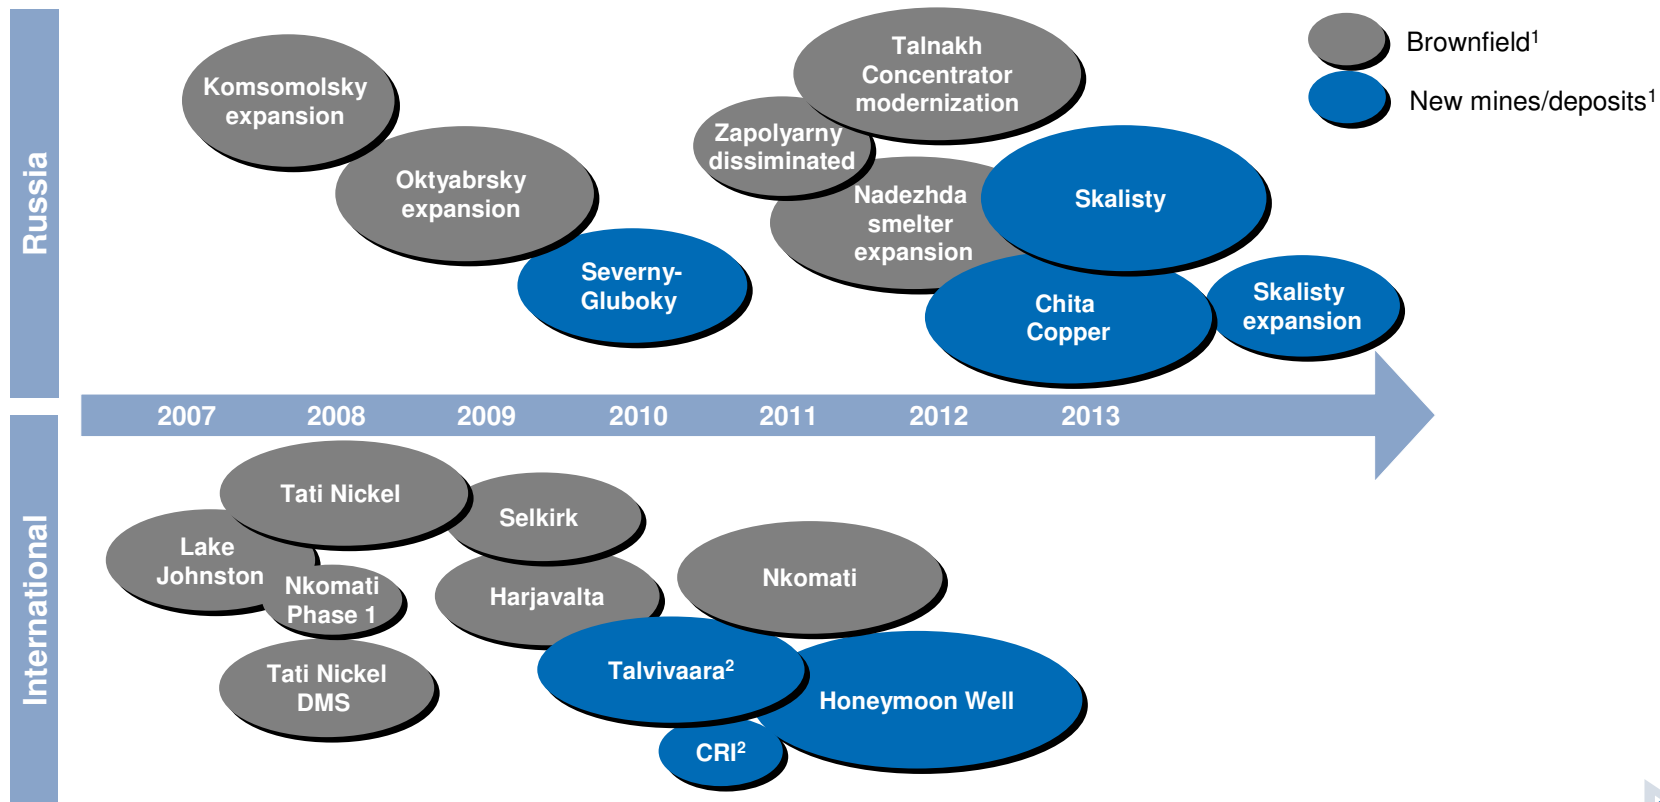 Russia
Komsomolsky
expansion
Oktyabrsky
expansion
Severny-
Gluboky
Talnakh
Concentrator
modernization
Zapolyarny
dissiminated
Nadezhda
smelter
expansion
Skalisty
Chita
Copper
Skalisty
expansion
Brownfield¹
New mines/deposits¹
2007 2008 2009 2010 2011 2012 2013
International
Tati Nickel
Lake
Johnston
Nkomati
Phase 1
Tati Nickel
DMS
Selkirk
Harjavalta
Nkomati
Talvivaara²
Honeymoon Well
CRI²